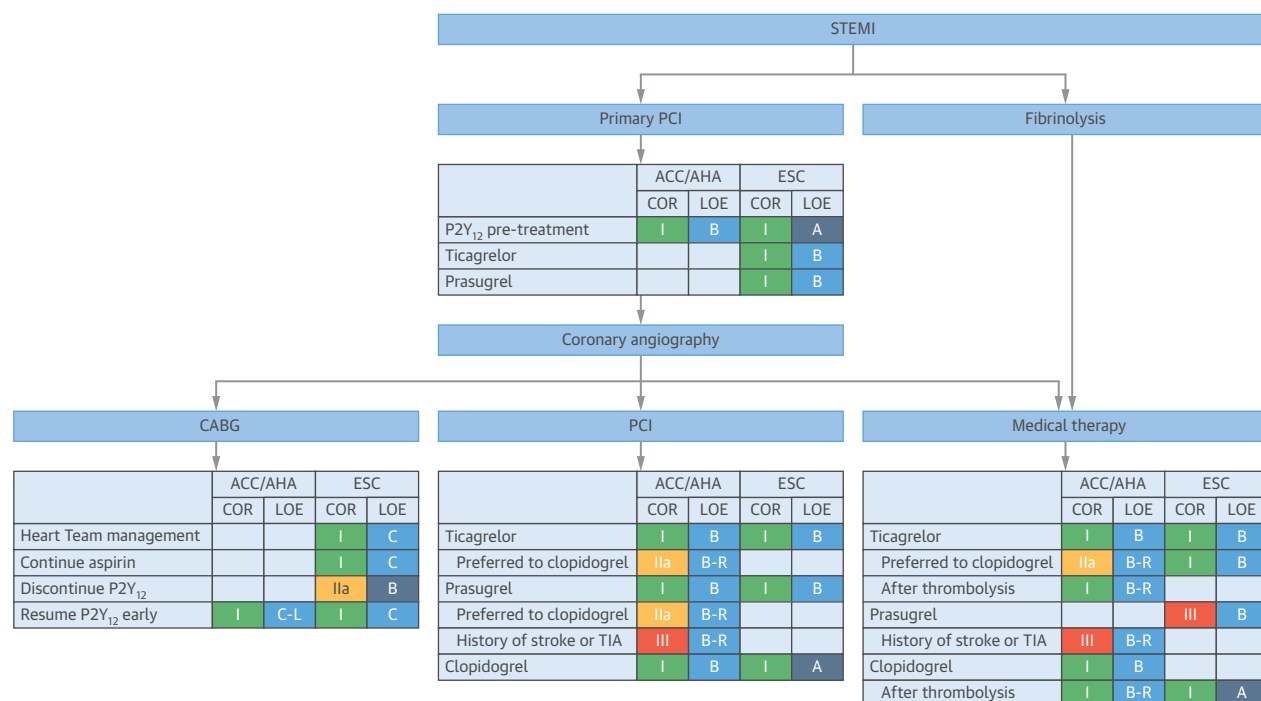 STEMI
Primary PCI
Fibrinolysis
ACC/AHA ESC
COR LOE COR LOE
P2Y12 pre-treatment I B I A
Ticagrelor I B
Prasugrel I B
Coronary angiography
CABG
ACC/AHA ESC
COR LOE COR LOE
Heart Team management I C
Continue aspirin I C
Discontinue P2Y12 IIa B
Resume P2Y12 early I C-L I C
PCI
ACC/AHA ESC
COR LOE COR LOE
Ticagrelor I B I B
Preferred to clopidogrel IIa B-R
Prasugrel I B I B
Preferred to clopidogrel IIa B-R
History of stroke or TIA III B-R
Clopidogrel I B I A
Medical therapy
ACC/AHA ESC
COR LOE COR LOE
Ticagrelor I B I B
Preferred to clopidogrel IIa B-R I B
After thrombolysis I B-R
Prasugrel III B
History of stroke or TIA III B-R
Clopidogrel I B
After thrombolysis I B-R I A